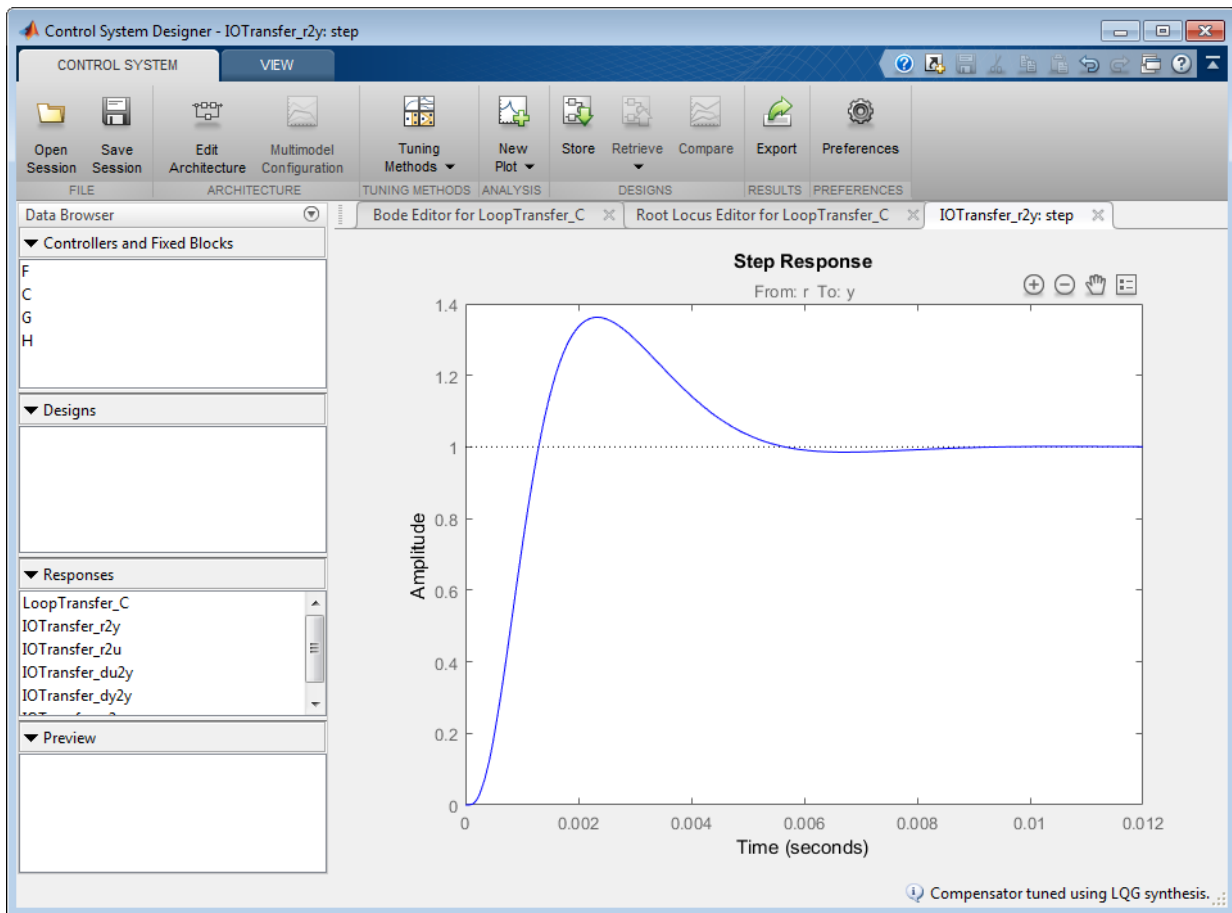 Control System Designer - IOTransfer_r2y: step
CONTROL SYSTEM
VIEW
Open Session
Save Session
Edit Architecture
Multimodel Configuration
Tuning Methods
New Plot
Store
Retrieve
Compare
Export
Preferences
FILE
ARCHITECTURE
TUNING METHODS
ANALYSIS
DESIGNS
RESULTS
PREFERENCES
Data Browser
Bode Editor for LoopTransfer_C
Root Locus Editor for LoopTransfer_C
IOTransfer_r2y: step
Controllers and Fixed Blocks
F
C
G
H
Designs
Responses
LoopTransfer_C
IOTransfer_r2y
IOTransfer_r2u
IOTransfer_du2y
IOTransfer_dy2y
Preview
Step Response
From: r To: y
1.4
1.2
1
0.8
0.6
0.4
0.2
0
Amplitude
0
0.002
0.004
0.006
0.008
0.01
0.012
Time (seconds)
Compensator tuned using LQG synthesis.